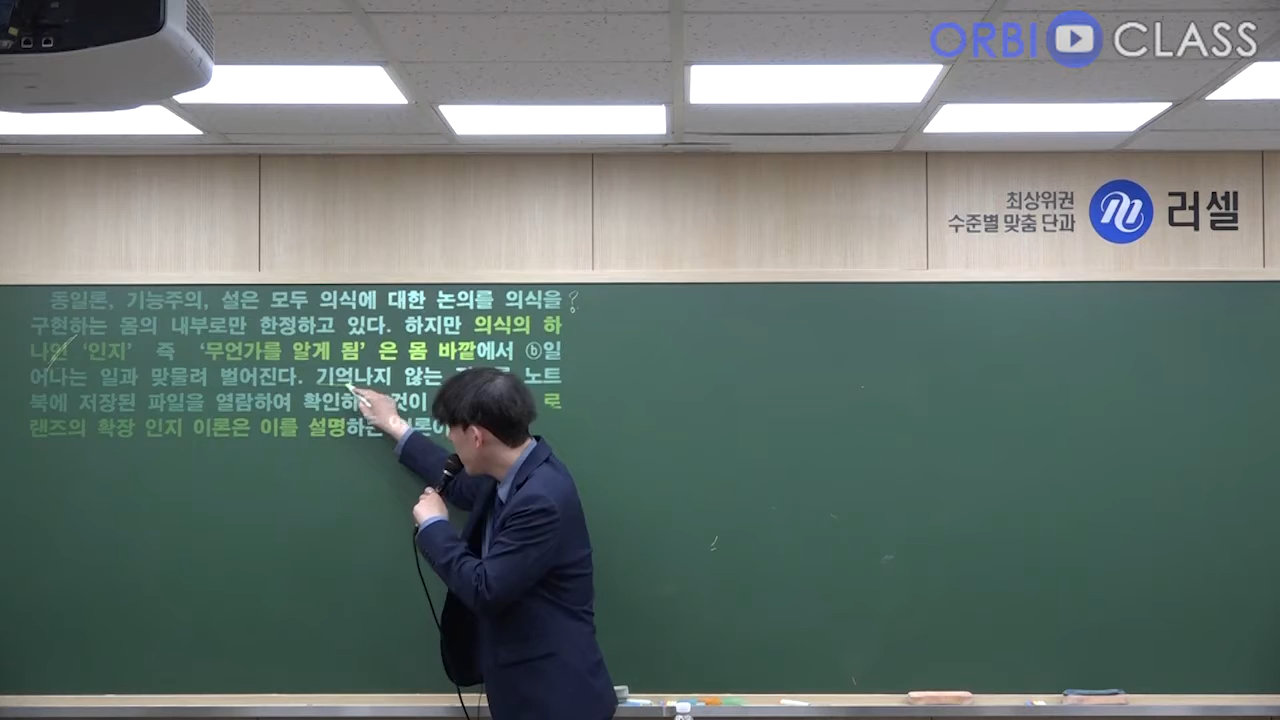 ORBI CLASS
최상위권
수준별 맞춤 단과
러셀
동일론, 기능주의, 설은 모두 의식에 대한 논의를 의식을
구현하는 몸의 내부로만 한정하고 있다. 하지만 의식의 하
나인 ‘인지’ 즉 ‘무언가를 알게 됨’ 은 몸 바깥에서 ⓑ일
어나는 일과 맞물려 벌어진다. 기억나지 않는 노트
북에 저장된 파일을 열람하여 확인하 것이 로
랜즈의 확장 인지 이론은 이를 설명하는